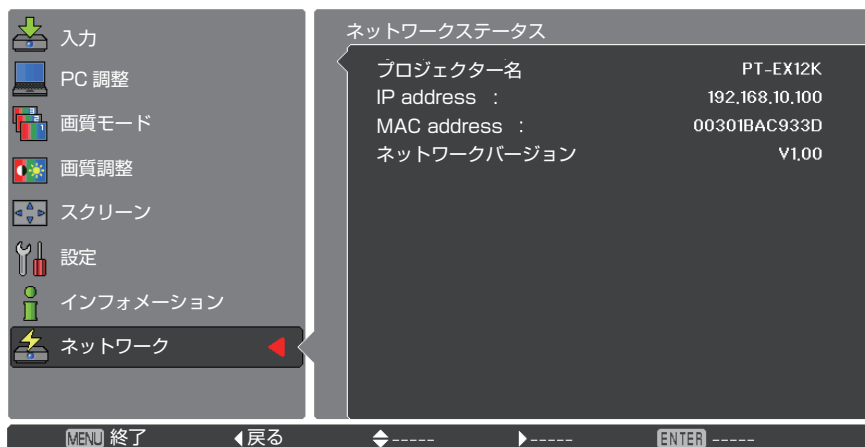 入力
PC 調整
画質モード
画質調整
スクリーン
設定
インフォメーション
ネットワーク
ネットワークステータス
プロジェクター名 PT-EX12K
IP address : 192.168.10.100
MAC address : 00301BAC933D
ネットワークバージョン V1.00
MENU 終了 戻る ----- ----- ENTER -----